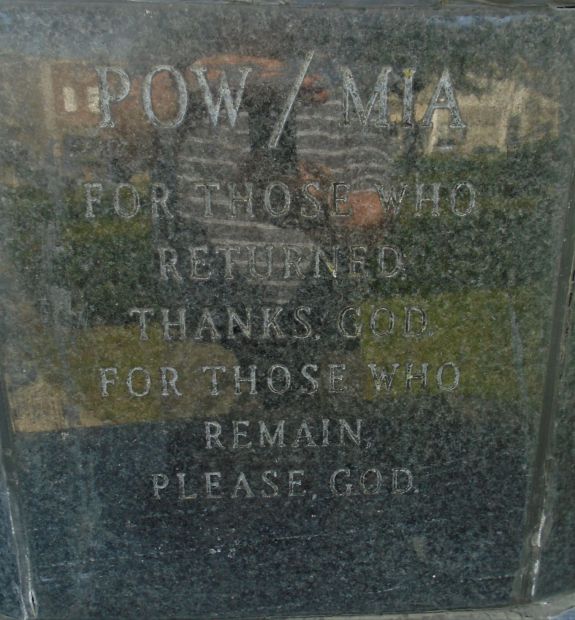 POW / MIA
FOR THOSE WHO
RETURNED,
THANKS, GOD.
FOR THOSE WHO
REMAIN,
PLEASE, GOD.